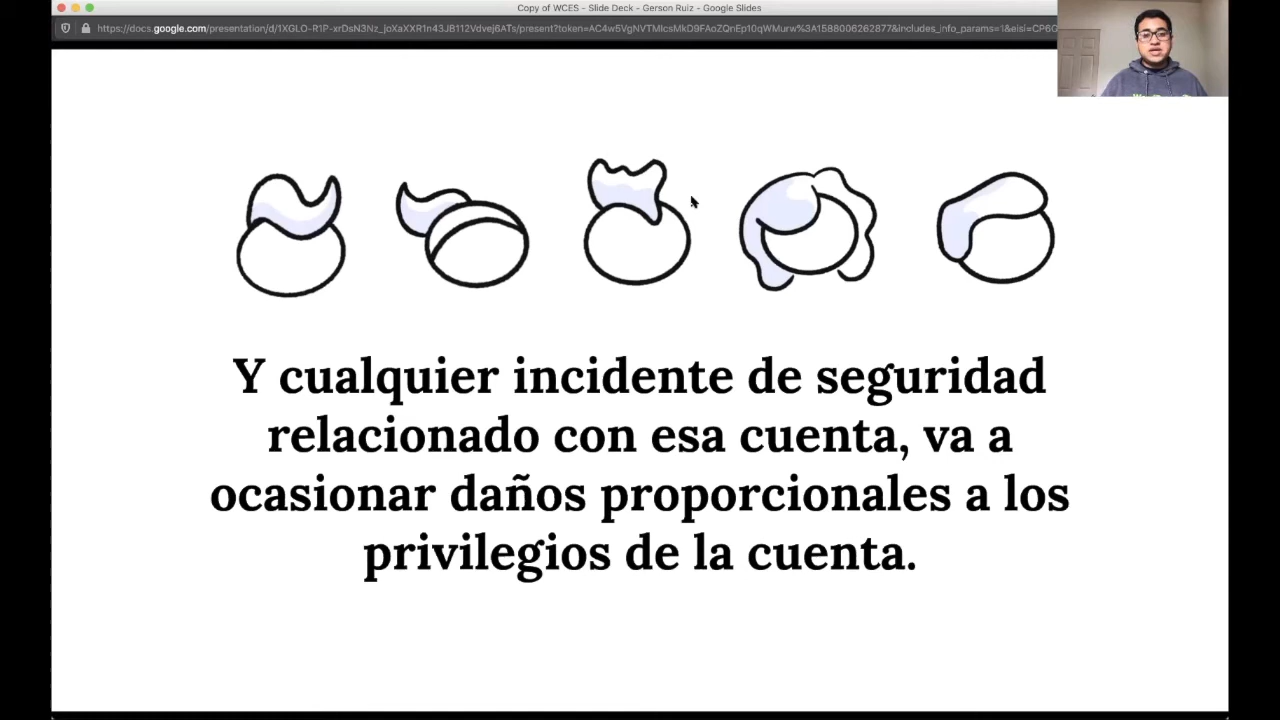 Copy of WCES - Slide Deck - Gerson Ruiz - Google Slides
Y cualquier incidente de seguridad
relacionado con esa cuenta, va a
ocasionar daños proporcionales a los
privilegios de la cuenta.